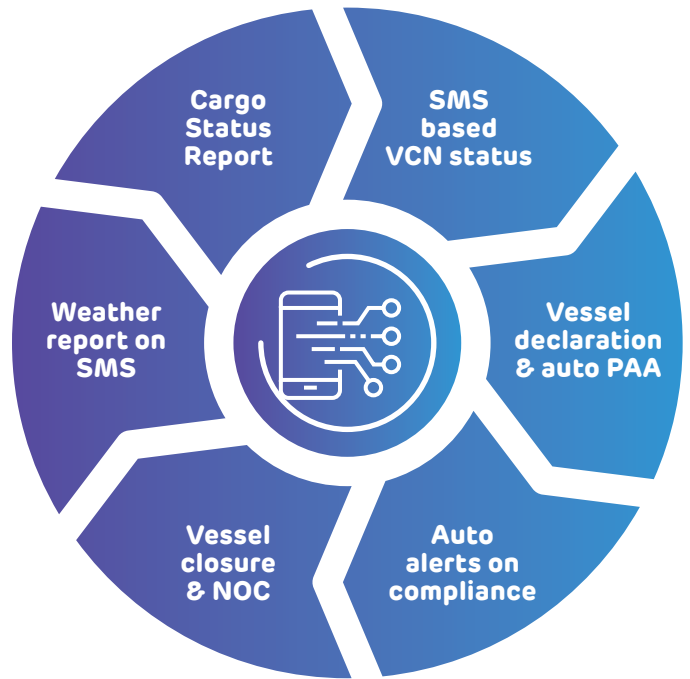 Cargo
Status
Report
SMS
based
VCN status
Vessel
declaration
& auto PAA
Auto
alerts on
compliance
Vessel
closure
& NOC
Weather
report on
SMS